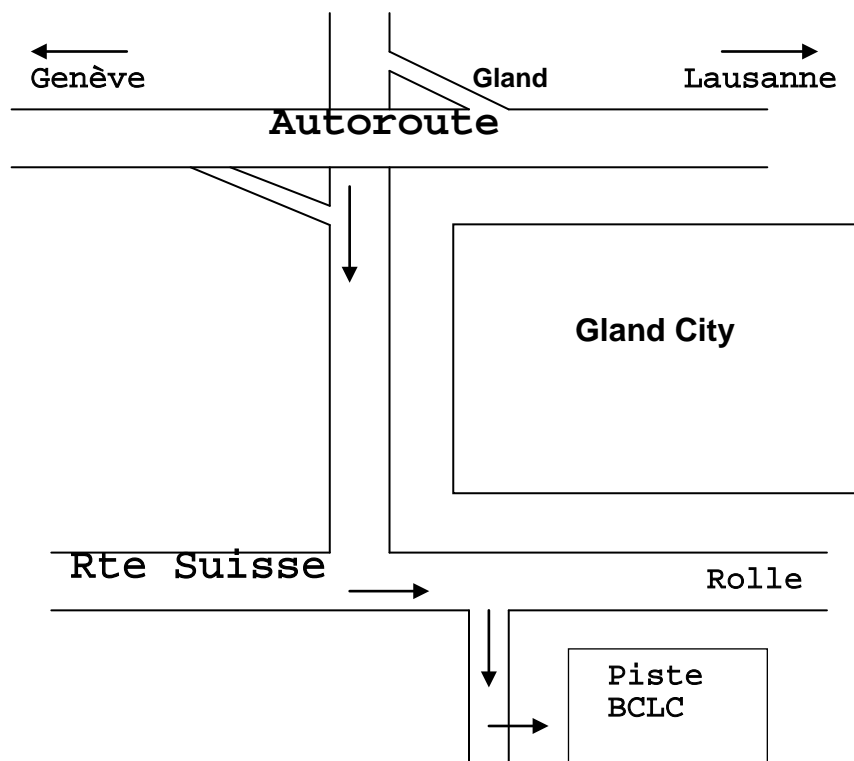 Genève
Gland
Lausanne
Autoroute
Gland City
Rte Suisse
Rolle
Piste
BCLC